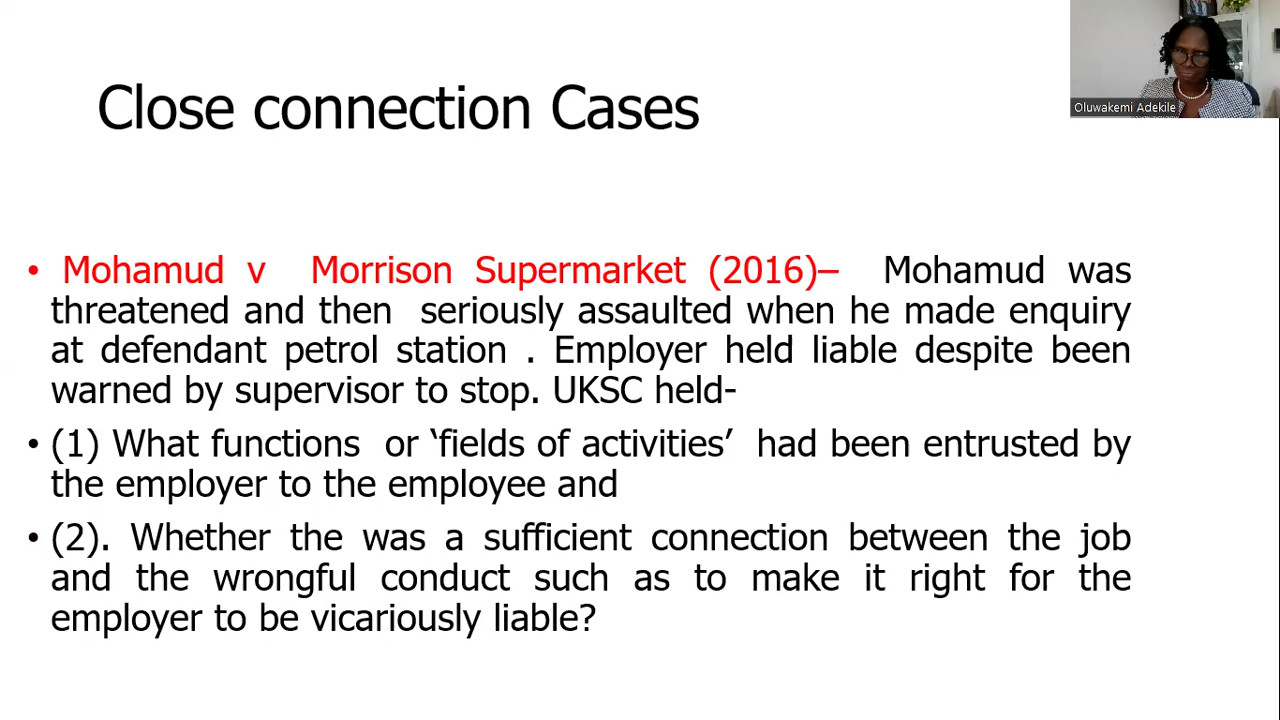 Close connection Cases
Oluwakemi Adekile
• Mohamud v Morrison Supermarket (2016)– Mohamud was
threatened and then seriously assaulted when he made enquiry
at defendant petrol station . Employer held liable despite been
warned by supervisor to stop. UKSC held-
• (1) What functions or ‘fields of activities’ had been entrusted by
the employer to the employee and
• (2). Whether the was a sufficient connection between the job
and the wrongful conduct such as to make it right for the
employer to be vicariously liable?